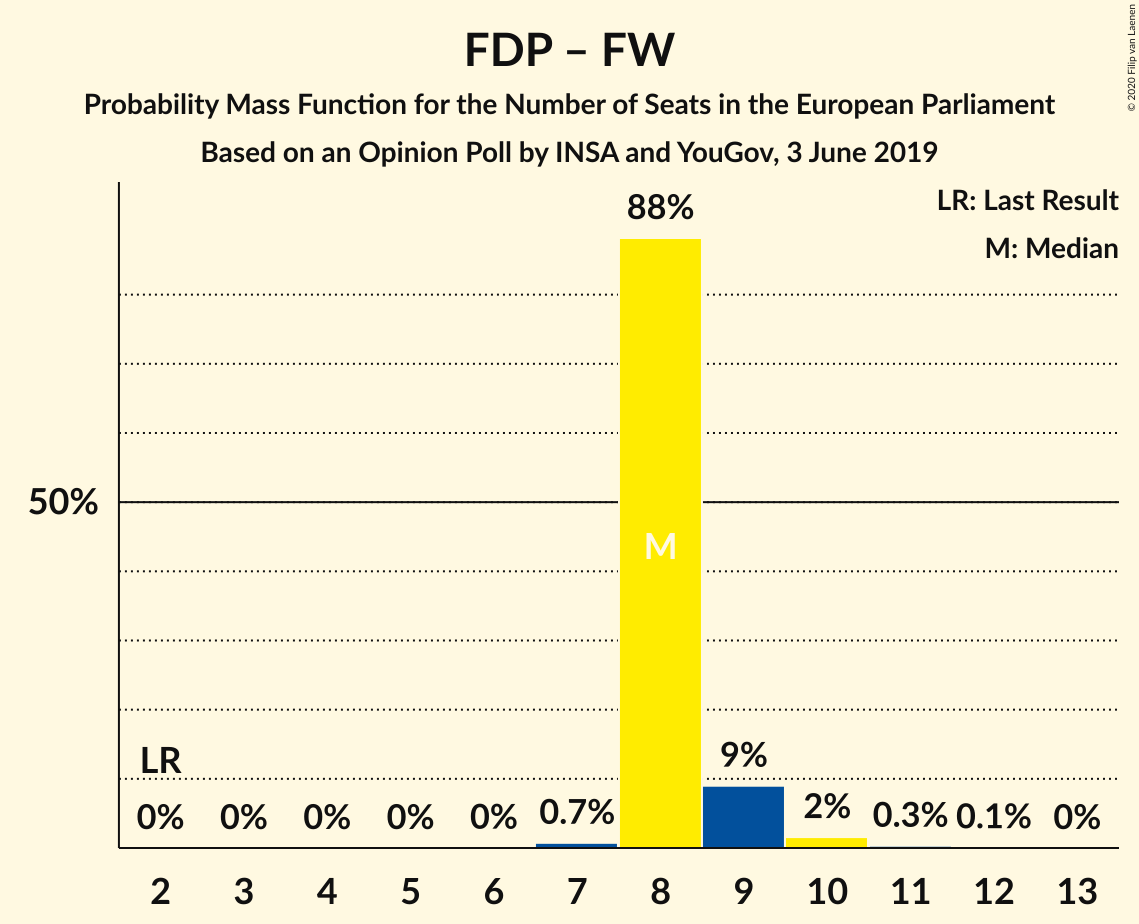 FDP – FW
Probability Mass Function for the Number of Seats in the European Parliament
Based on an Opinion Poll by INSA and YouGov, 3 June 2019
© 2020 Filip van Laenen
LR: Last Result
M: Median
88%
50%
M
LR
9%
0% 0% 0% 0% 0% 0.7% 2% 0.3% 0.1% 0%
2 3 4 5 6 7 8 9 10 11 12 13